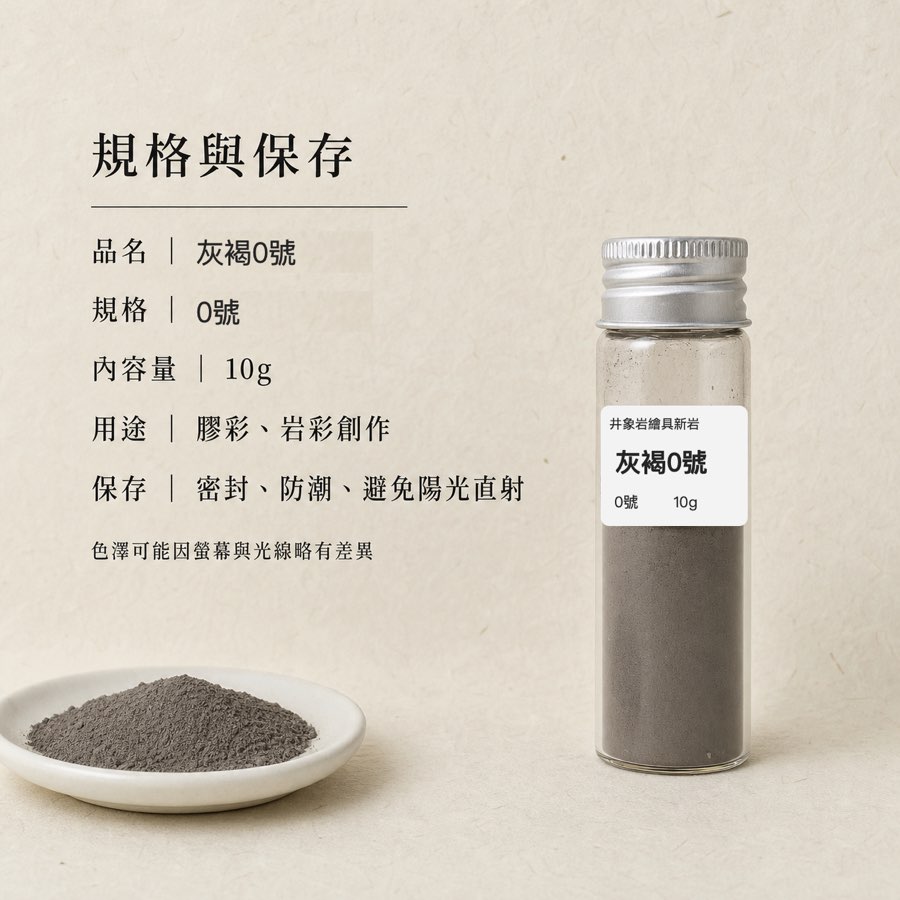 規格與保存
品名｜灰褐0號
規格｜0號
內容量｜10g
用途｜膠彩、岩彩創作
保存｜密封、防潮、避免陽光直射
色澤可能因螢幕與光線略有差異
井象岩繪具新岩
灰褐0號
0號 10g